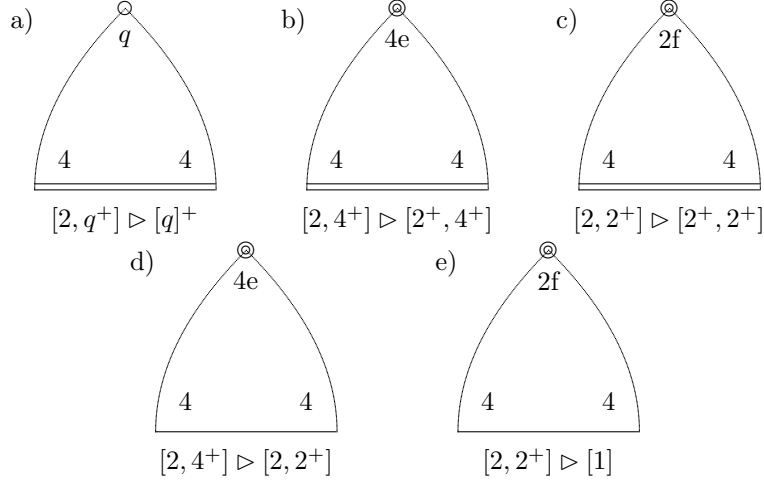 a) b) c)
q 4e 2f
4 4 4 4 4 4
[2, q⁺] ▷ [q]⁺ [2, 4⁺] ▷ [2⁺, 4⁺] [2, 2⁺] ▷ [2⁺, 2⁺]
d) e)
4e 2f
4 4 4 4
[2, 4⁺] ▷ [2, 2⁺] [2, 2⁺] ▷ [1]